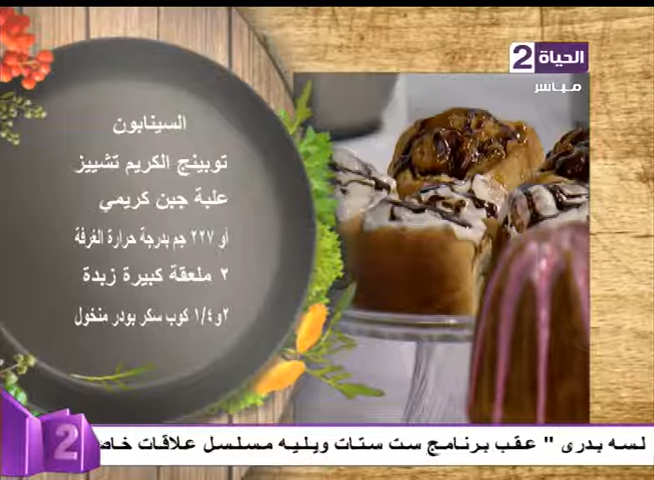 الحياة 2
مباشر
السينابون
توبينج الكريم تشييز
علبة جبن كريمي
أو ٢٢٧ جم بدرجة حرارة الغرفة
٢ ملعقة كبيرة زبدة
٢و١/٤ كوب سكر بودر منخول
لسه بدرى " عقب برنامج ست ستات ويليه مسلسل علاقات خاص
2